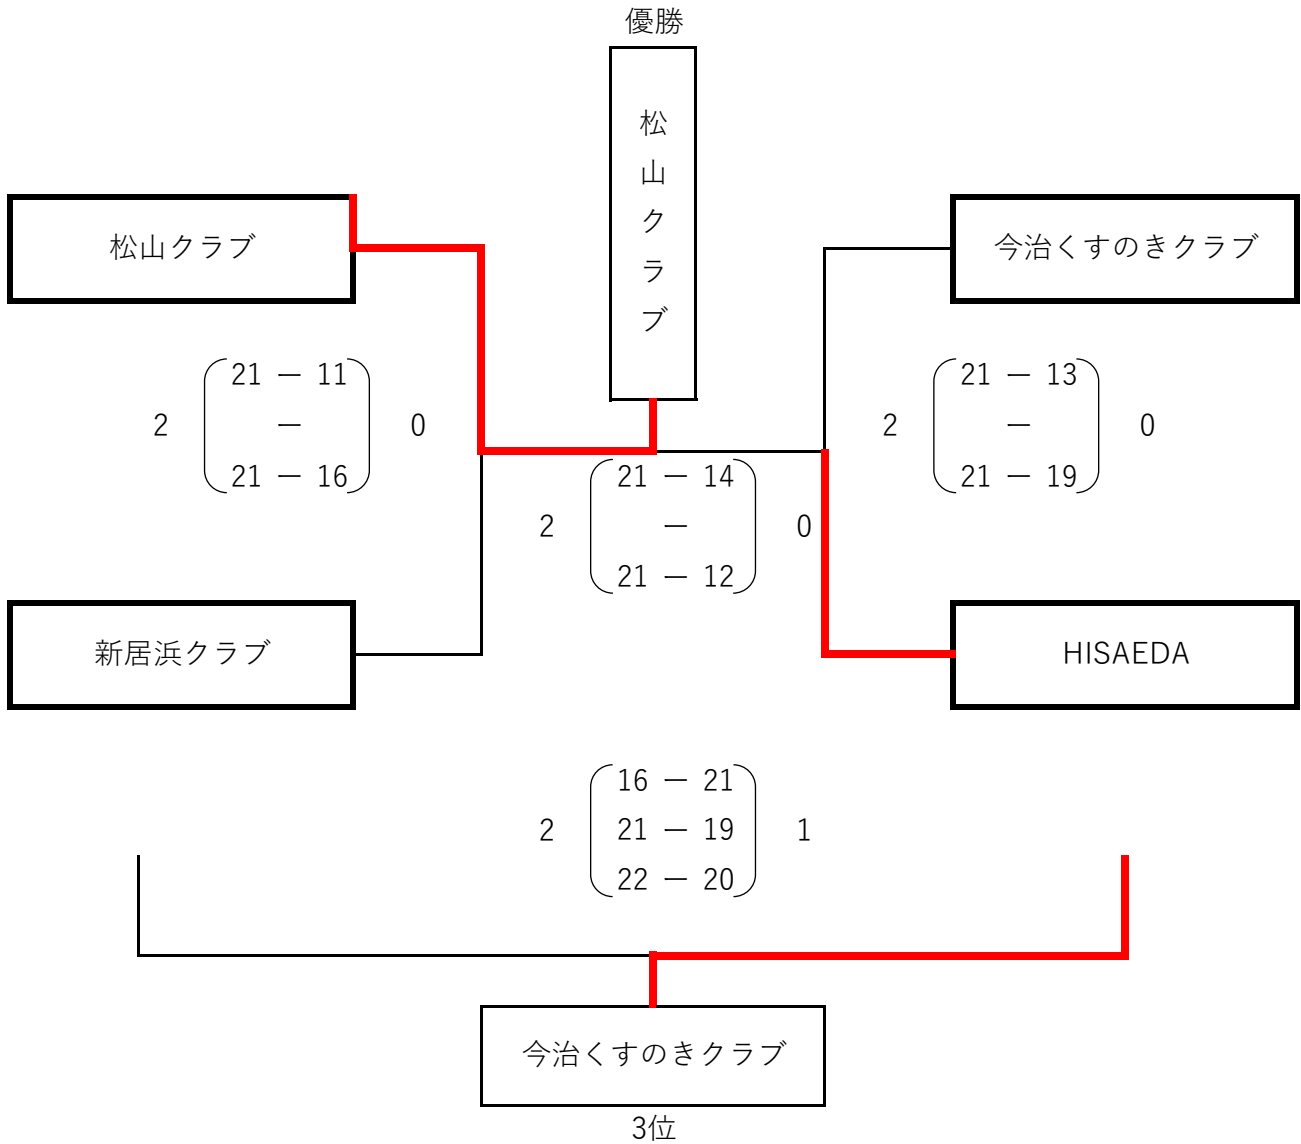 優勝
松山クラブ
松山クラブ
今治くすのきクラブ
21 ー 11
2 ー 0
21 ー 16
21 ー 13
2 ー 0
21 ー 19
21 ー 14
2 ー 0
21 ー 12
新居浜クラブ
HISAEDA
16 ー 21
2 21 ー 19 1
22 ー 20
今治くすのきクラブ
3位